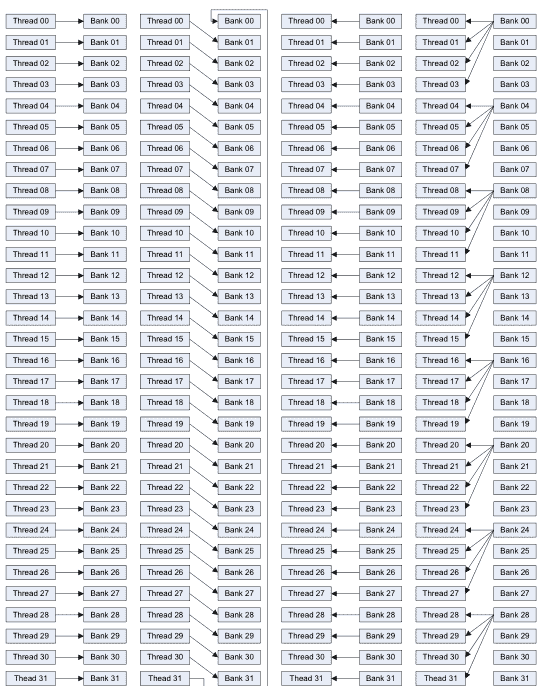 Thread 00 Bank 00 Thread 00 Bank 00 Thread 00 Bank 00 Thread 00 Bank 00
Thread 01 Bank 01 Thread 01 Bank 01 Thread 01 Bank 01 Thread 01 Bank 01
Thread 02 Bank 02 Thread 02 Bank 02 Thread 02 Bank 02 Thread 02 Bank 02
Thread 03 Bank 03 Thread 03 Bank 03 Thread 03 Bank 03 Thread 03 Bank 03
Thread 04 Bank 04 Thread 04 Bank 04 Thread 04 Bank 04 Thread 04 Bank 04
Thread 05 Bank 05 Thread 05 Bank 05 Thread 05 Bank 05 Thread 05 Bank 05
Thread 06 Bank 06 Thread 06 Bank 06 Thread 06 Bank 06 Thread 06 Bank 06
Thread 07 Bank 07 Thread 07 Bank 07 Thread 07 Bank 07 Thread 07 Bank 07
Thread 08 Bank 08 Thread 08 Bank 08 Thread 08 Bank 08 Thread 08 Bank 08
Thread 09 Bank 09 Thread 09 Bank 09 Thread 09 Bank 09 Thread 09 Bank 09
Thread 10 Bank 10 Thread 10 Bank 10 Thread 10 Bank 10 Thread 10 Bank 10
Thread 11 Bank 11 Thread 11 Bank 11 Thread 11 Bank 11 Thread 11 Bank 11
Thread 12 Bank 12 Thread 12 Bank 12 Thread 12 Bank 12 Thread 12 Bank 12
Thread 13 Bank 13 Thread 13 Bank 13 Thread 13 Bank 13 Thread 13 Bank 13
Thread 14 Bank 14 Thread 14 Bank 14 Thread 14 Bank 14 Thread 14 Bank 14
Thread 15 Bank 15 Thread 15 Bank 15 Thread 15 Bank 15 Thread 15 Bank 15
Thread 16 Bank 16 Thread 16 Bank 16 Thread 16 Bank 16 Thread 16 Bank 16
Thread 17 Bank 17 Thread 17 Bank 17 Thread 17 Bank 17 Thread 17 Bank 17
Thread 18 Bank 18 Thread 18 Bank 18 Thread 18 Bank 18 Thread 18 Bank 18
Thread 19 Bank 19 Thread 19 Bank 19 Thread 19 Bank 19 Thread 19 Bank 19
Thread 20 Bank 20 Thread 20 Bank 20 Thread 20 Bank 20 Thread 20 Bank 20
Thread 21 Bank 21 Thread 21 Bank 21 Thread 21 Bank 21 Thread 21 Bank 21
Thread 22 Bank 22 Thread 22 Bank 22 Thread 22 Bank 22 Thread 22 Bank 22
Thread 23 Bank 23 Thread 23 Bank 23 Thread 23 Bank 23 Thread 23 Bank 23
Thread 24 Bank 24 Thread 24 Bank 24 Thread 24 Bank 24 Thread 24 Bank 24
Thread 25 Bank 25 Thread 25 Bank 25 Thread 25 Bank 25 Thread 25 Bank 25
Thread 26 Bank 26 Thread 26 Bank 26 Thread 26 Bank 26 Thread 26 Bank 26
Thread 27 Bank 27 Thread 27 Bank 27 Thread 27 Bank 27 Thread 27 Bank 27
Thread 28 Bank 28 Thread 28 Bank 28 Thread 28 Bank 28 Thread 28 Bank 28
Thread 29 Bank 29 Thread 29 Bank 29 Thread 29 Bank 29 Thread 29 Bank 29
Thread 30 Bank 30 Thread 30 Bank 30 Thread 30 Bank 30 Thread 30 Bank 30
Thead 31 Bank 31 Thead 31 Bank 31 Thead 31 Bank 31 Thead 31 Bank 31